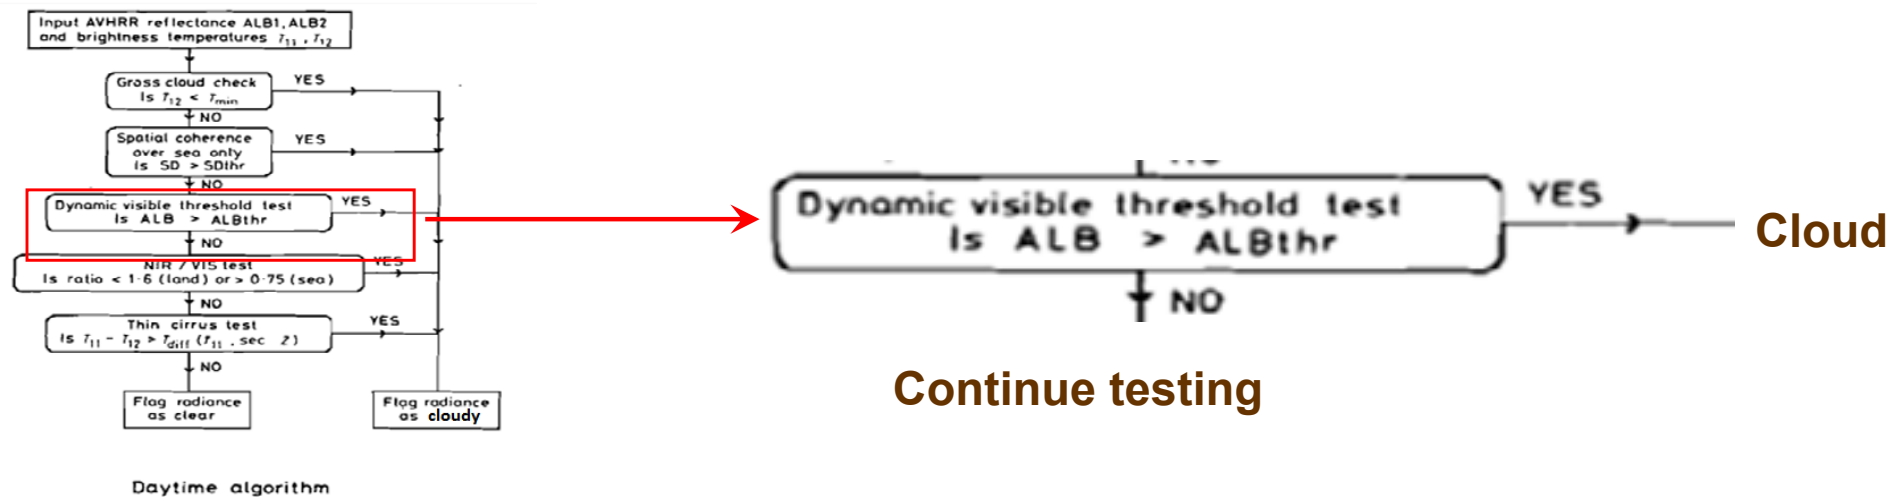 Input AVHRR reflectance ALB1, ALB2
and brightness temperatures T11, T12
Gross cloud check
Is T12 < Tmin
YES
NO
Spatial coherence
over sea only
Is SD > SDthr
YES
NO
Dynamic visible threshold test
Is ALB > ALBthr
YES
NO
NIR / VIS test
Is ratio < 1·6 (land) or > 0·75 (sea)
YES
NO
Thin cirrus test
Is T11 - T12 > Tdiff (T11, sec Z)
YES
NO
Flag radiance
as clear
Flag radiance
as cloudy
Daytime algorithm
Dynamic visible threshold test
Is ALB > ALBthr
YES
Cloud
NO
Continue testing